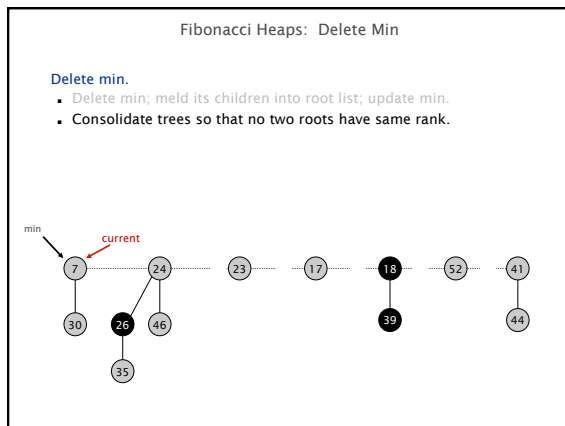 Fibonacci Heaps: Delete Min
Delete min.
▪ Delete min; meld its children into root list; update min.
▪ Consolidate trees so that no two roots have same rank.
min
current
7 24 23 17 18 52 41
30 26 46 39 44
35